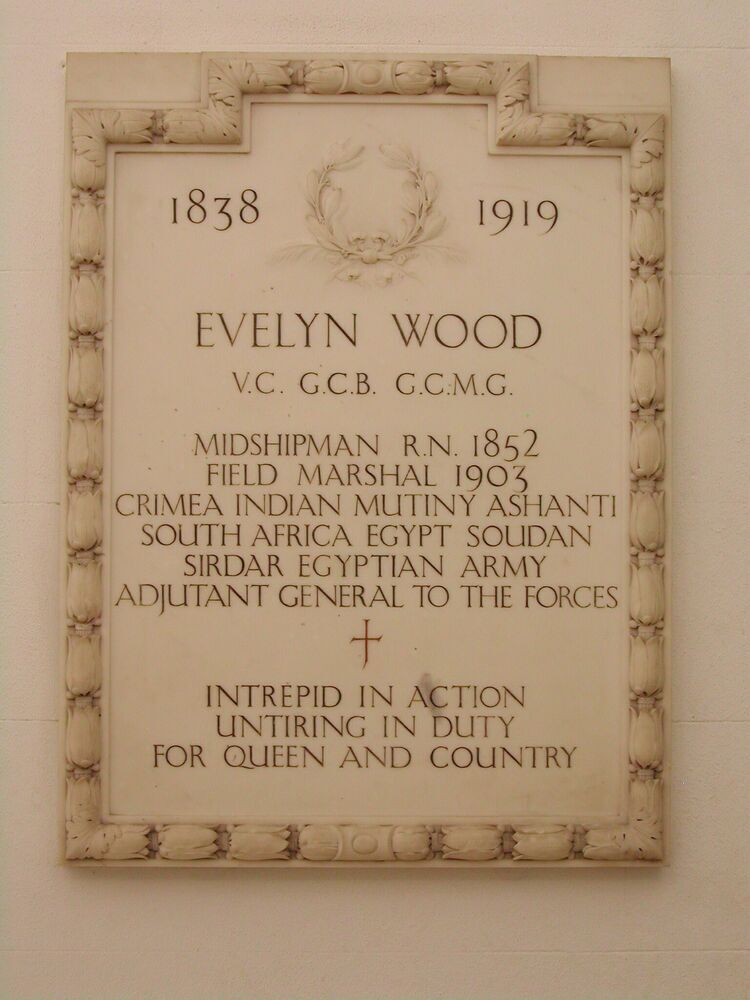 1838 1919
EVELYN WOOD
V.C. G.C.B. G.C.M.G.
MIDSHIPMAN R.N. 1852
FIELD MARSHAL 1903
CRIMEA INDIAN MUTINY ASHANTI
SOUTH AFRICA EGYPT SOUDAN
SIRDAR EGYPTIAN ARMY
ADJUTANT GENERAL TO THE FORCES
INTREPID IN ACTION
UNTIRING IN DUTY
FOR QUEEN AND COUNTRY